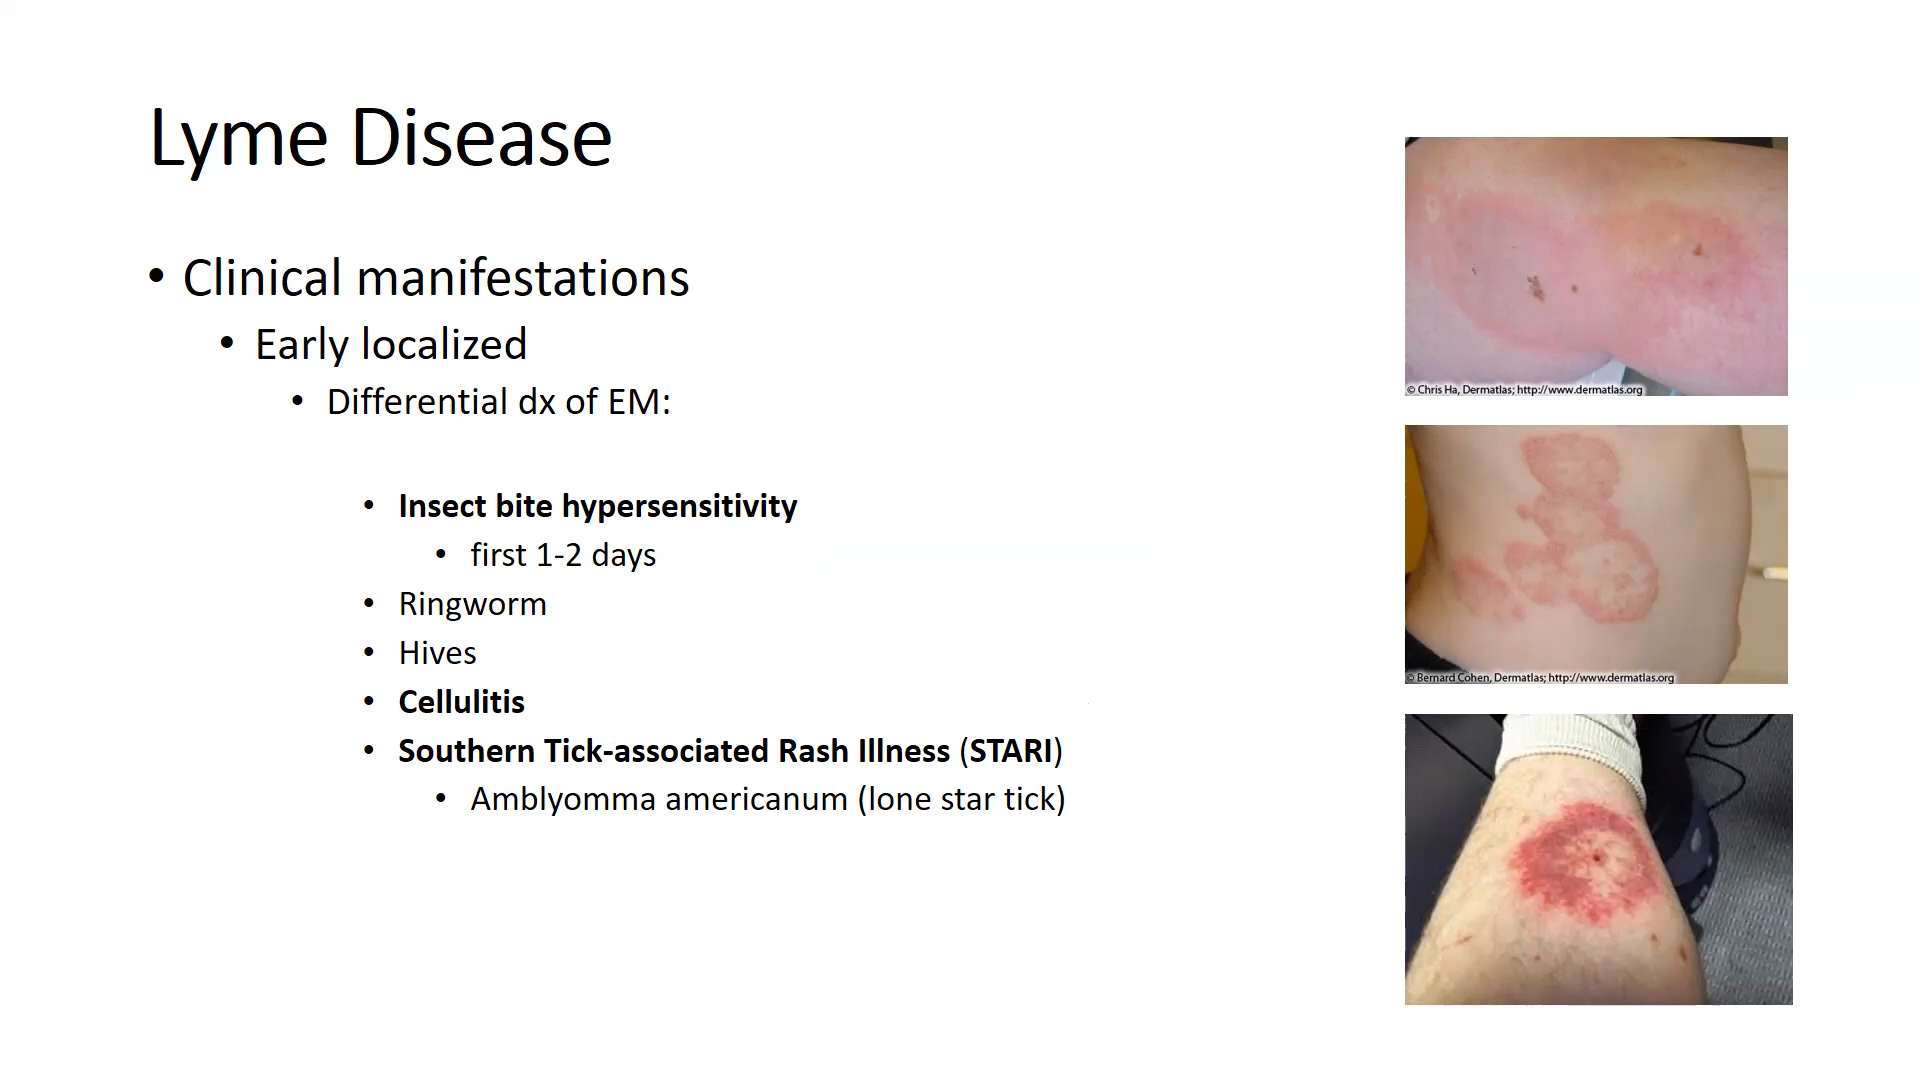 Lyme Disease
• Clinical manifestations
• Early localized
• Differential dx of EM:
• Insect bite hypersensitivity
• first 1-2 days
• Ringworm
• Hives
• Cellulitis
• Southern Tick-associated Rash Illness (STARI)
• Amblyomma americanum (lone star tick)
© Chris Ha, Dermatlas; http://www.dermatlas.org
© Bernard Cohen, Dermatlas; http://www.dermatlas.org